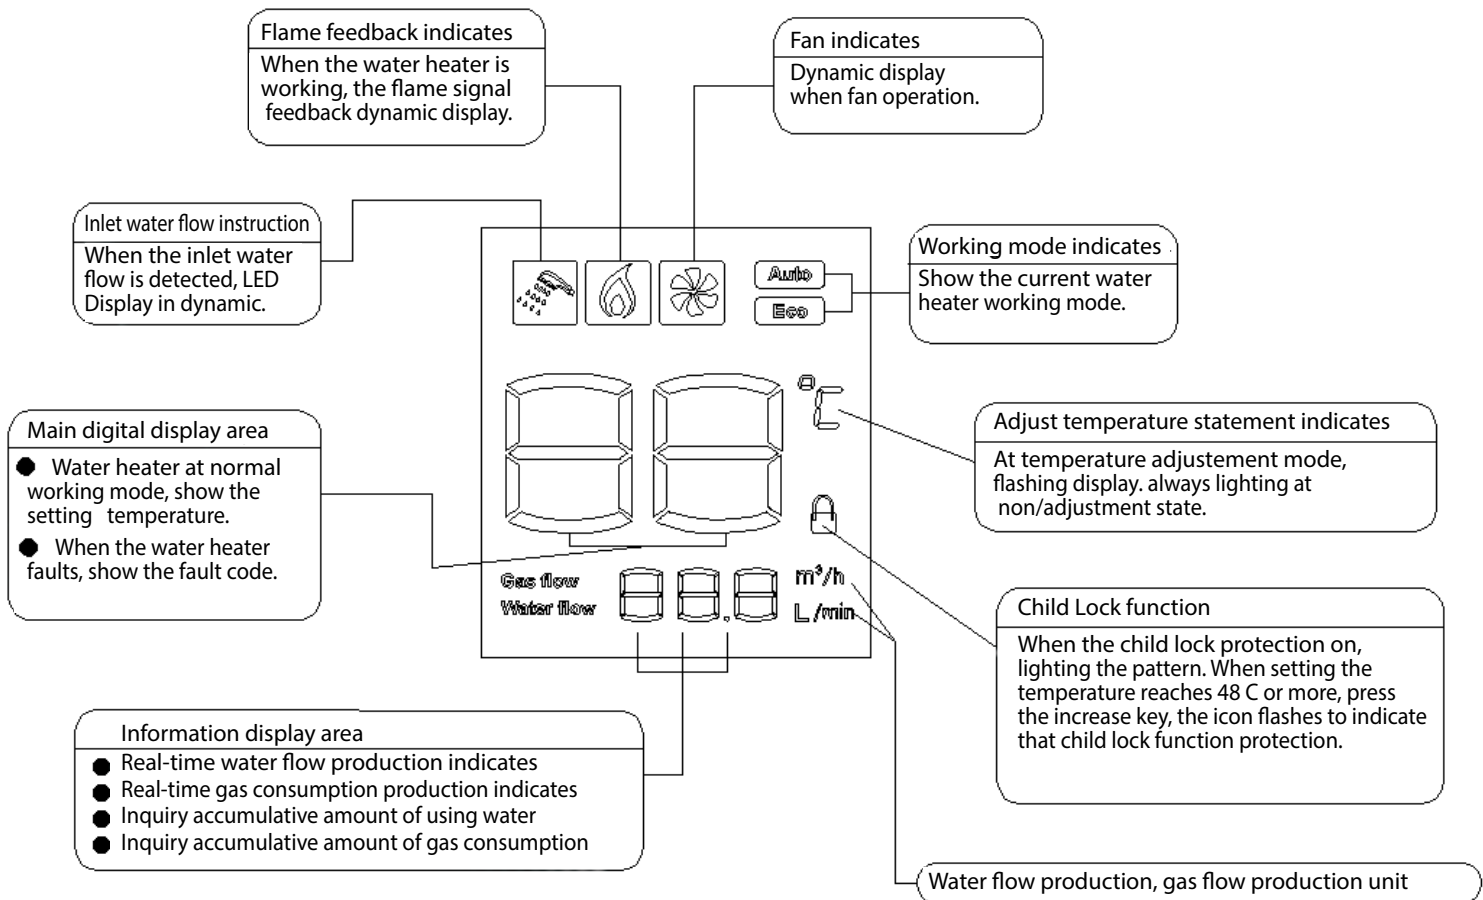 Flame feedback indicates
When the water heater is
working, the flame signal
feedback dynamic display.
Fan indicates
Dynamic display
when fan operation.
Inlet water flow instruction
When the inlet water
flow is detected, LED
Display in dynamic.
Auto
Eco
Working mode indicates
Show the current water
heater working mode.
Main digital display area
● Water heater at normal
working mode, show the
setting temperature.
● When the water heater
faults, show the fault code.
°C
Adjust temperature statement indicates
At temperature adjustement mode,
flashing display. always lighting at
non/adjustment state.
Gas flow
Water flow
m³/h
L/min
Child Lock function
When the child lock protection on,
lighting the pattern. When setting the
temperature reaches 48 C or more, press
the increase key, the icon flashes to indicate
that child lock function protection.
Information display area
● Real-time water flow production indicates
● Real-time gas consumption production indicates
● Inquiry accumulative amount of using water
● Inquiry accumulative amount of gas consumption
Water flow production, gas flow production unit